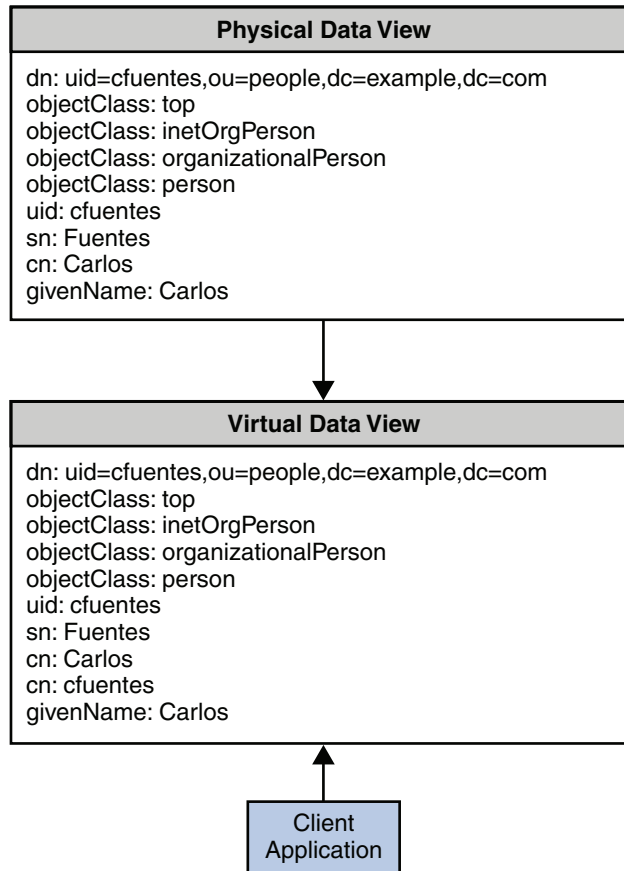 Physical Data View
dn: uid=cfuentes,ou=people,dc=example,dc=com
objectClass: top
objectClass: inetOrgPerson
objectClass: organizationalPerson
objectClass: person
uid: cfuentes
sn: Fuentes
cn: Carlos
givenName: Carlos
Virtual Data View
dn: uid=cfuentes,ou=people,dc=example,dc=com
objectClass: top
objectClass: inetOrgPerson
objectClass: organizationalPerson
objectClass: person
uid: cfuentes
sn: Fuentes
cn: Carlos
cn: cfuentes
givenName: Carlos
Client
Application